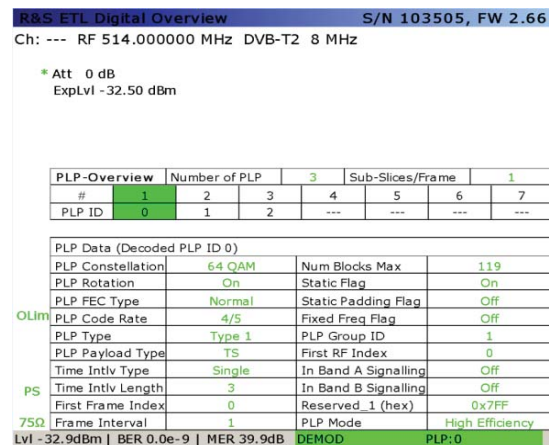 R&S ETL Digital Overview S/N 103505, FW 2.66
Ch: --- RF 514.000000 MHz DVB-T2 8 MHz
* Att 0 dB
ExpLvl -32.50 dBm
PLP-Overview Number of PLP 3 Sub-Slices/Frame 1
# 1 2 3 4 5 6 7
PLP ID 0 1 2 --- --- --- ---
PLP Data (Decoded PLP ID 0)
PLP Constellation 64 QAM Num Blocks Max 119
PLP Rotation On Static Flag On
PLP FEC Type Normal Static Padding Flag Off
OLim PLP Code Rate 4/5 Fixed Freq Flag Off
PLP Type Type 1 PLP Group ID 1
PLP Payload Type TS First RF Index 0
Time Intlv Type Single In Band A Signalling Off
PS Time Intlv Length 3 In Band B Signalling Off
First Frame Index 0 Reserved_1 (hex) 0x7FF
75Ω Frame Interval 1 PLP Mode High Efficiency
Lvl -32.9dBm | BER 0.0e-9 | MER 39.9dB DEMOD PLP:0